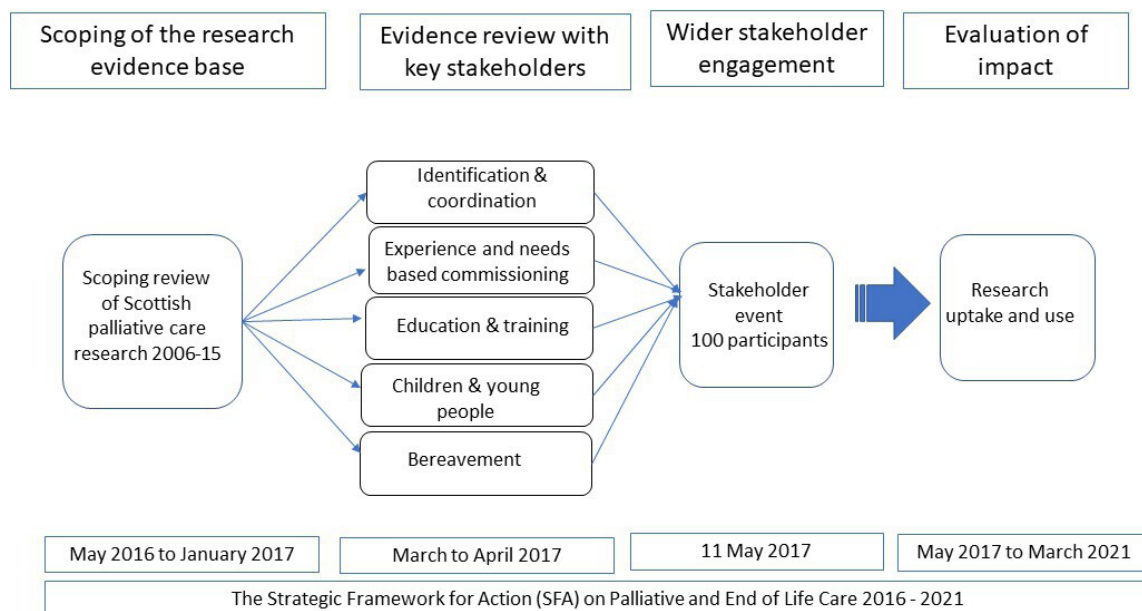 Scoping of the research
evidence base
Evidence review with
key stakeholders
Wider stakeholder
engagement
Evaluation of
impact
Scoping review
of Scottish
palliative care
research 2006-15
Identification &
coordination
Experience and needs
based commissioning
Education & training
Children & young
people
Bereavement
Stakeholder
event
100 participants
Research
uptake and use
May 2016 to January 2017
March to April 2017
11 May 2017
May 2017 to March 2021
The Strategic Framework for Action (SFA) on Palliative and End of Life Care 2016 - 2021